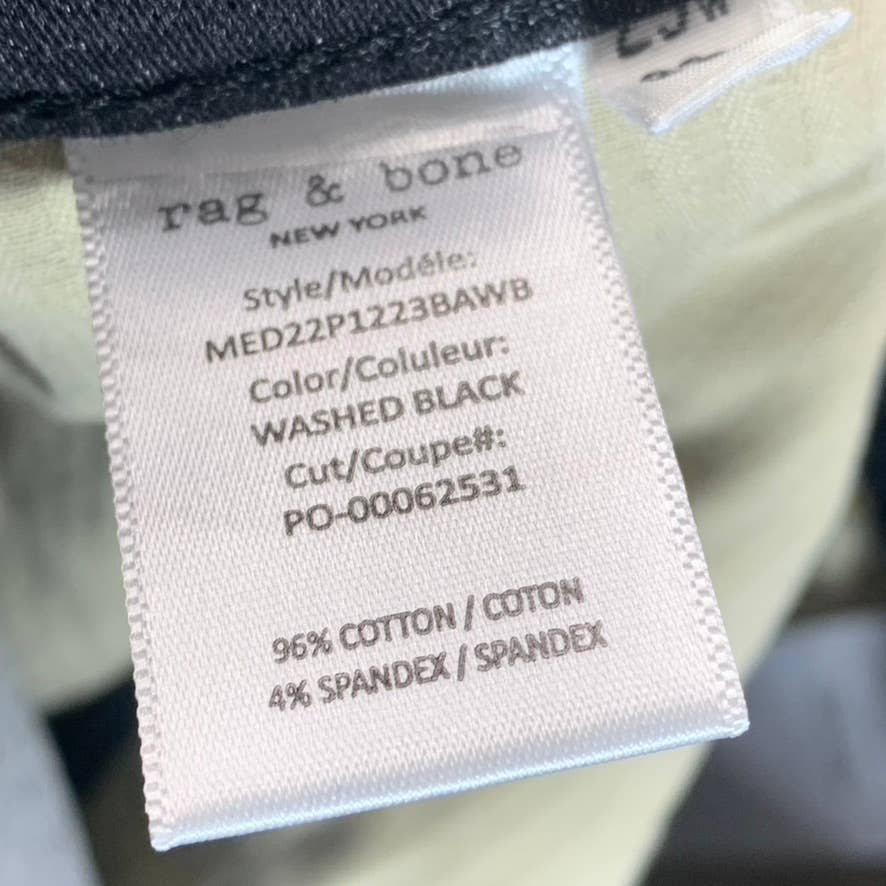 rag & bone
NEW YORK
Style/Modéle:
MED22P1223BAWB
Color/Coluleur:
WASHED BLACK
Cut/Coupe#:
PO-00062531
96% COTTON / COTON
4% SPANDEX / SPANDEX